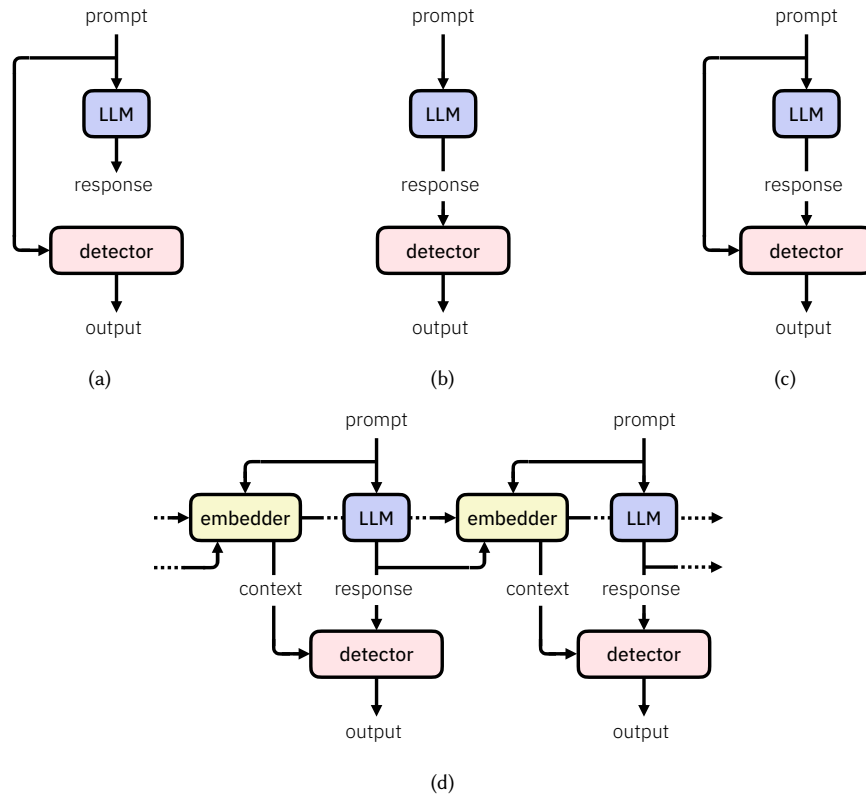 prompt prompt prompt
LLM LLM LLM
response response response
detector detector detector
output output output
(a) (b) (c)
prompt prompt
embedder LLM embedder LLM
context response context response
detector detector
output output
(d)